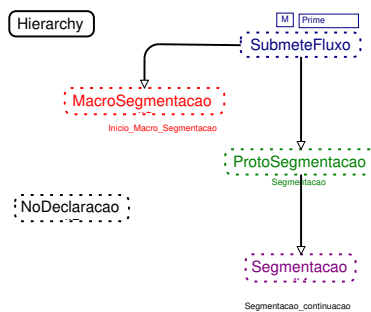 Hierarchy
M
Prime
SubmeteFluxo
MacroSegmentacao
Inicio_Macro_Segmentacao
ProtoSegmentacao
Segmentacao
NoDeclaracao
Segmentacao
Segmentacao_continuacao